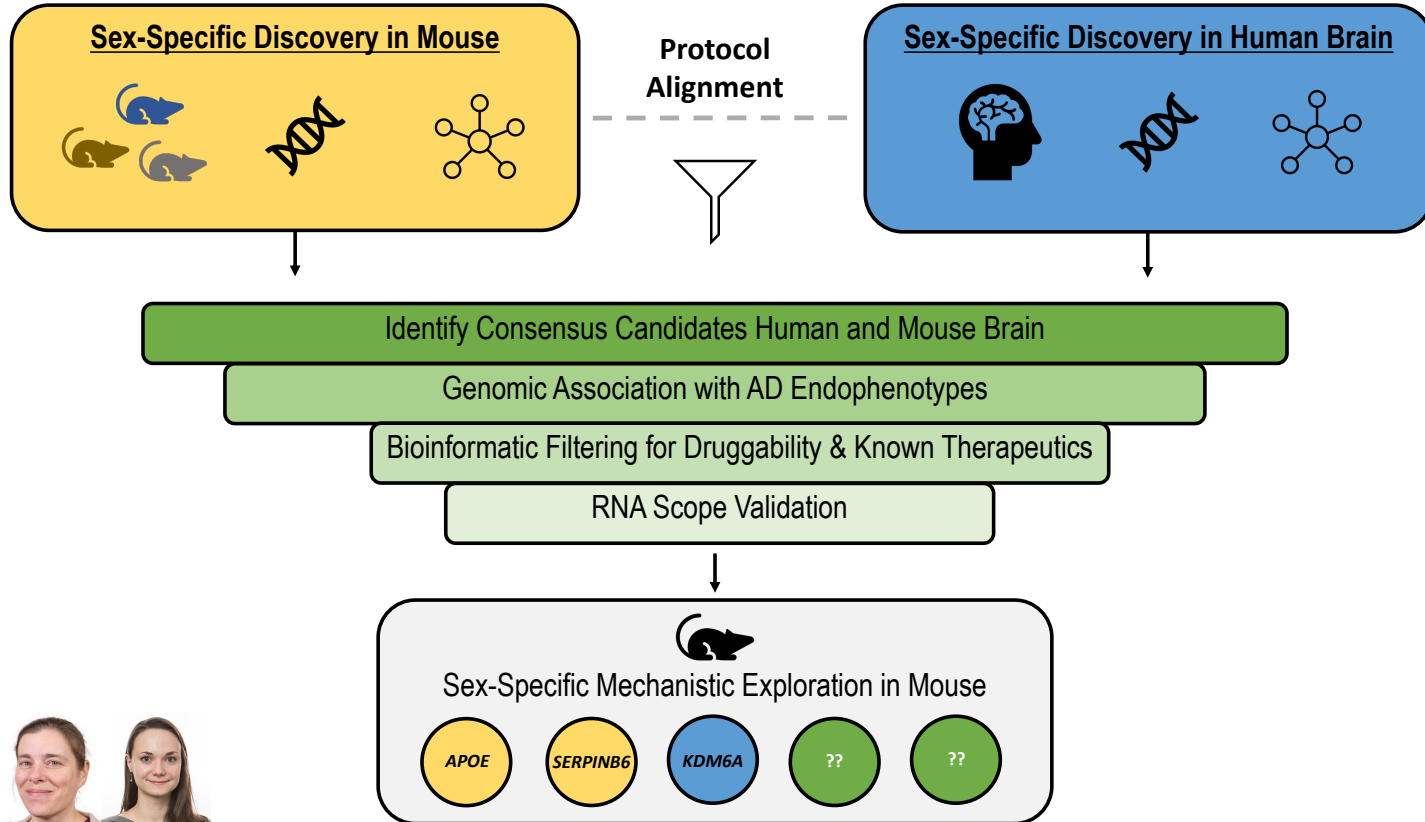 Sex-Specific Discovery in Mouse
Protocol
Alignment
Sex-Specific Discovery in Human Brain
Identify Consensus Candidates Human and Mouse Brain
Genomic Association with AD Endophenotypes
Bioinformatic Filtering for Druggability & Known Therapeutics
RNA Scope Validation
Sex-Specific Mechanistic Exploration in Mouse
APOE
SERPINB6
KDM6A
??
??